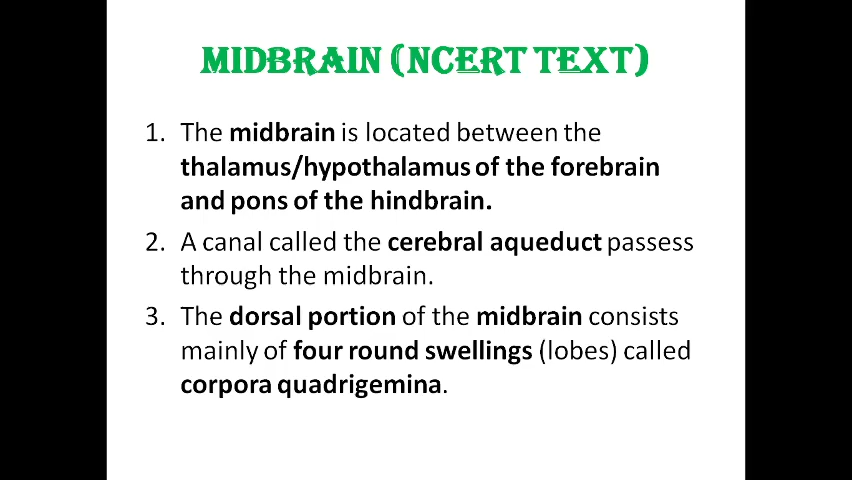 MIDBRAIN (NCERT TEXT)
1. The midbrain is located between the
thalamus/hypothalamus of the forebrain
and pons of the hindbrain.
2. A canal called the cerebral aqueduct passess
through the midbrain.
3. The dorsal portion of the midbrain consists
mainly of four round swellings (lobes) called
corpora quadrigemina.